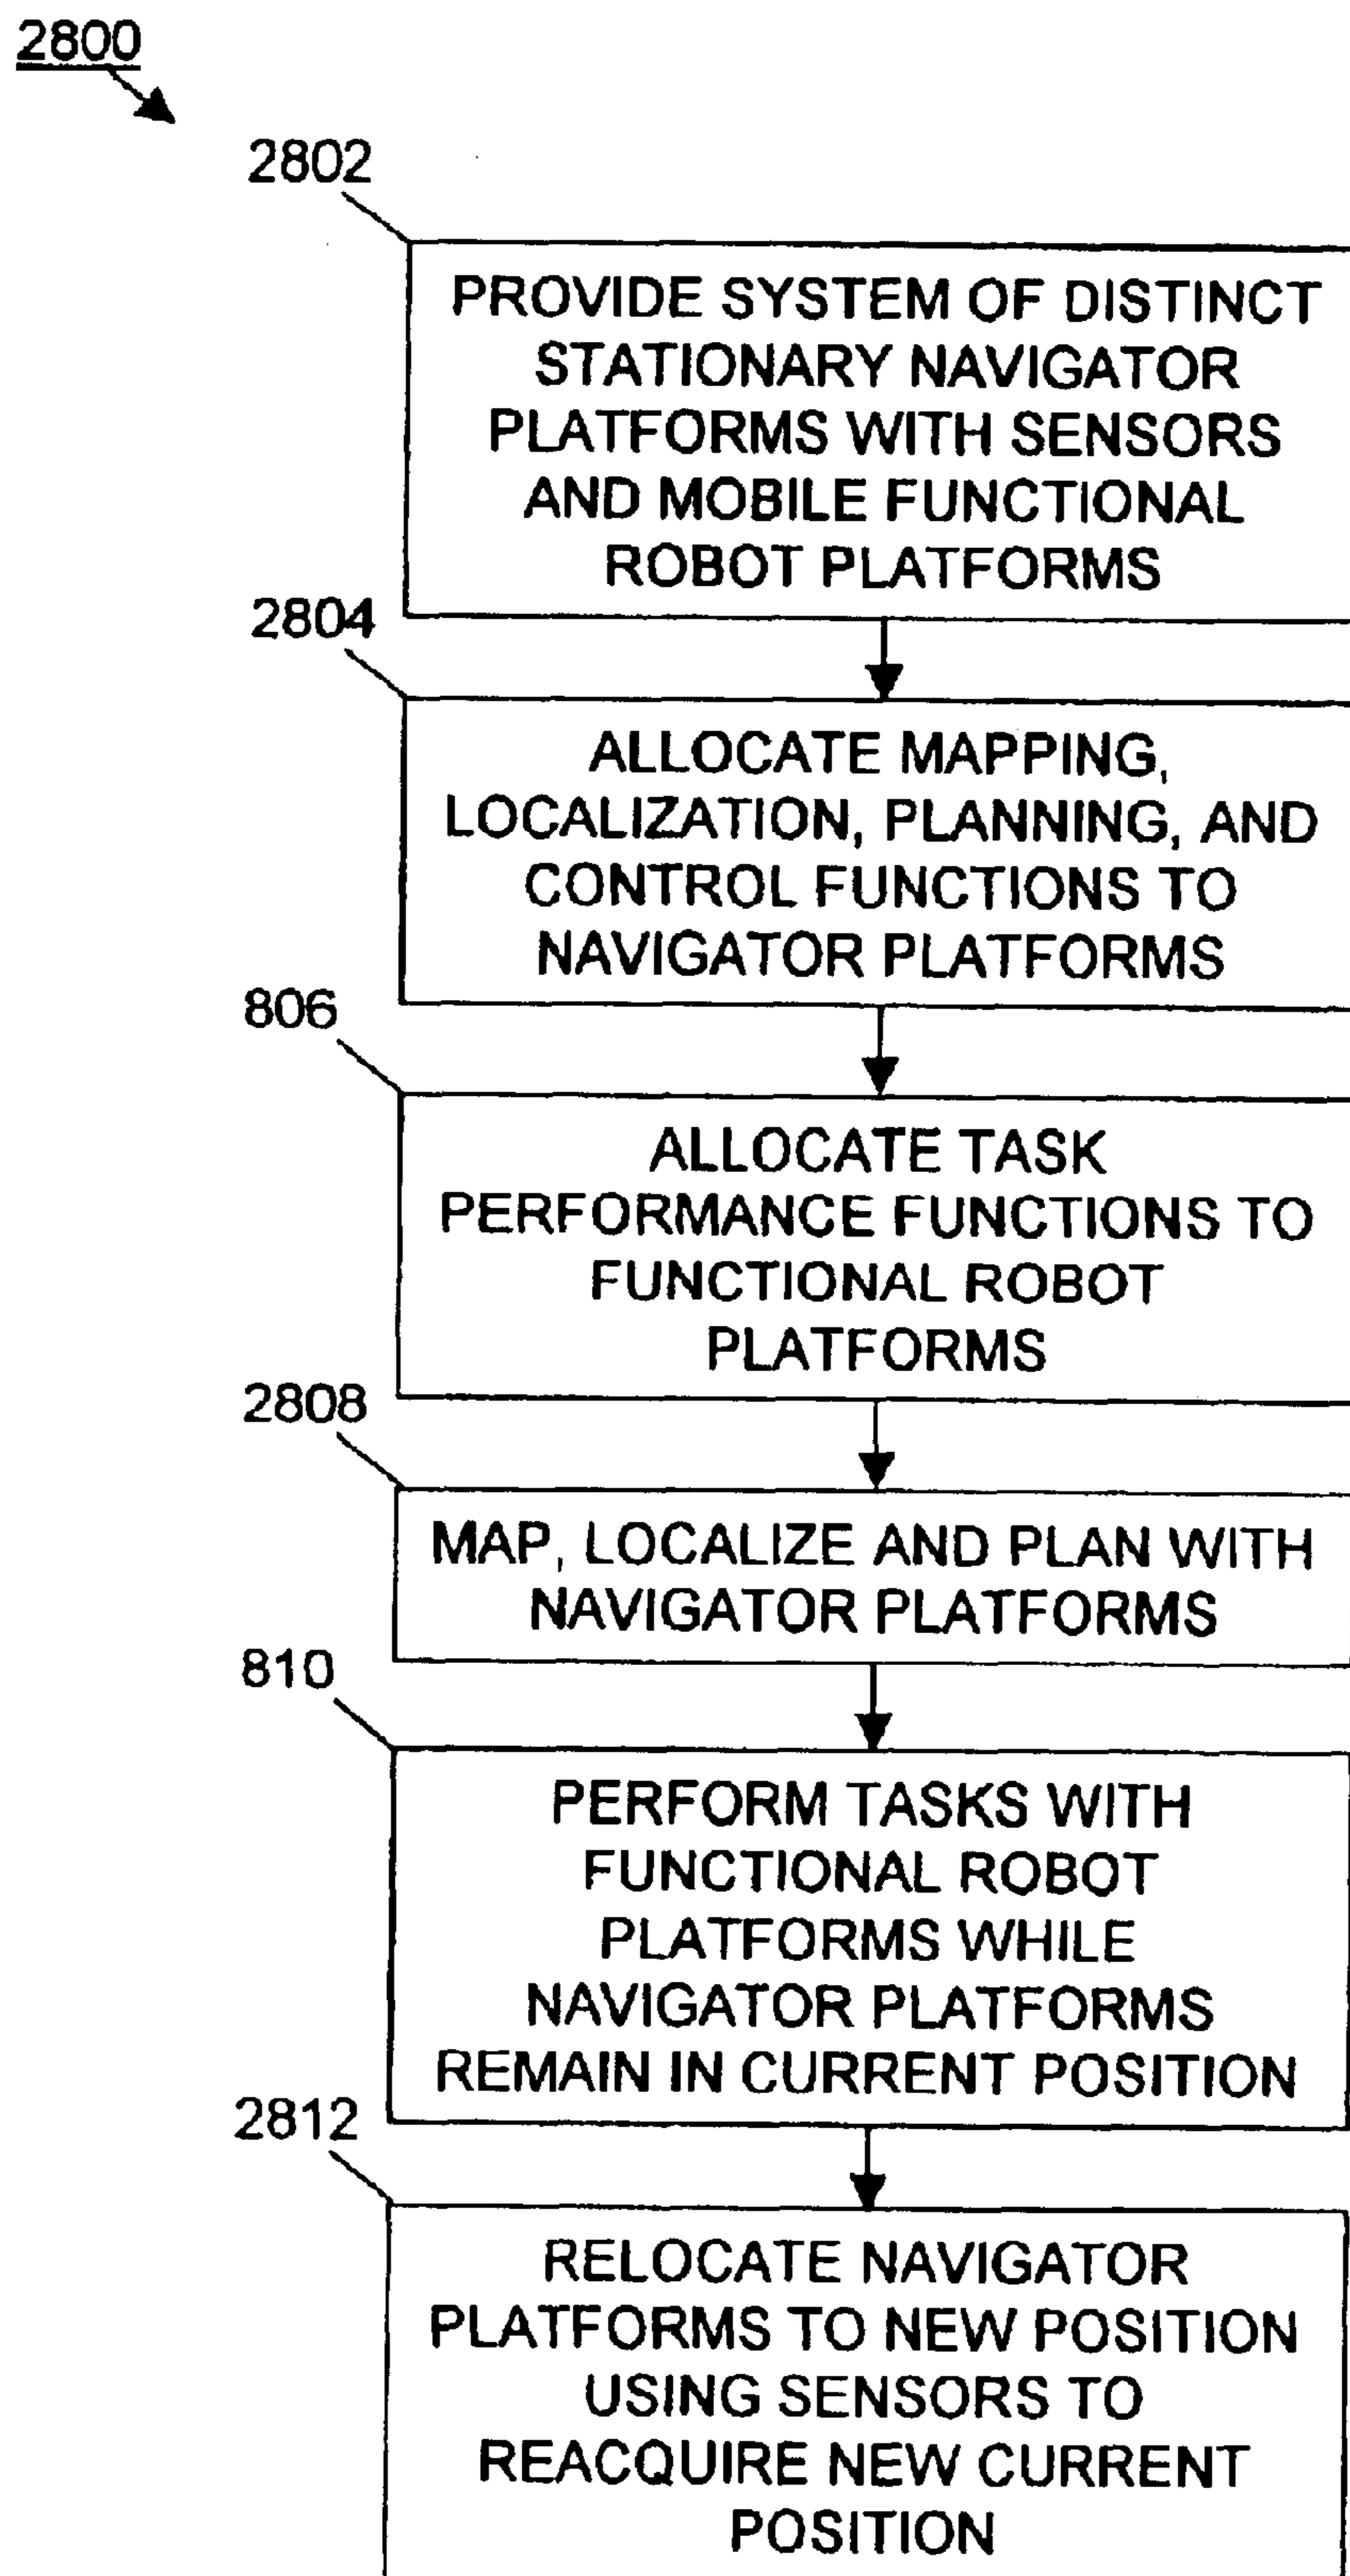 2800
2802
PROVIDE SYSTEM OF DISTINCT
STATIONARY NAVIGATOR
PLATFORMS WITH SENSORS
AND MOBILE FUNCTIONAL
ROBOT PLATFORMS
2804
ALLOCATE MAPPING,
LOCALIZATION, PLANNING, AND
CONTROL FUNCTIONS TO
NAVIGATOR PLATFORMS
806
ALLOCATE TASK
PERFORMANCE FUNCTIONS TO
FUNCTIONAL ROBOT
PLATFORMS
2808
MAP, LOCALIZE AND PLAN WITH
NAVIGATOR PLATFORMS
810
PERFORM TASKS WITH
FUNCTIONAL ROBOT
PLATFORMS WHILE
NAVIGATOR PLATFORMS
REMAIN IN CURRENT POSITION
2812
RELOCATE NAVIGATOR
PLATFORMS TO NEW POSITION
USING SENSORS TO
REACQUIRE NEW CURRENT
POSITION